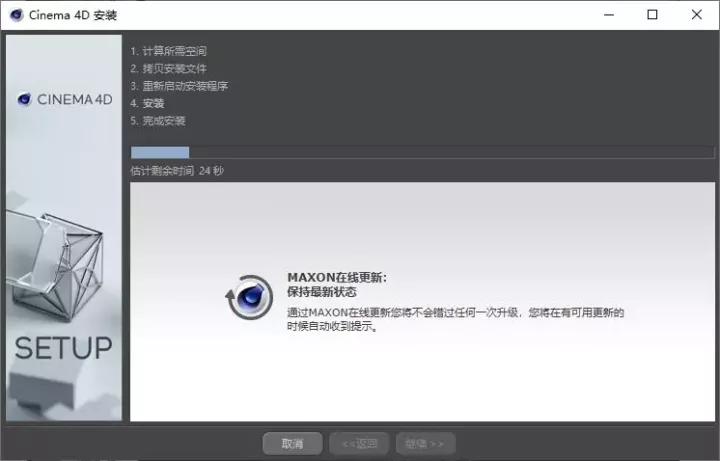 Cinema 4D 安装
1. 计算所需空间
2. 拷贝安装文件
3. 重新启动安装程序
4. 安装
5. 完成安装
CINEMA 4D
估计剩余时间 24 秒
MAXON在线更新：
保持最新状态
通过MAXON在线更新您将不会错过任何一次升级，您将在有可用更新的
时候自动收到提示。
SETUP
取消
<<返回
继续 >>